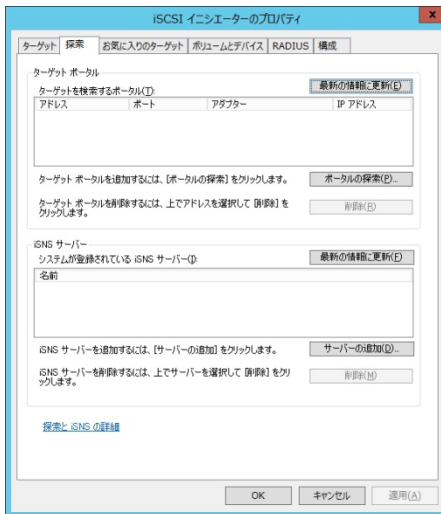 iSCSI イニシエーターのプロパティ
x
ターゲット 探索 お気に入りのターゲット ボリュームとデバイス RADIUS 構成
ターゲット ポータル
ターゲットを検索するポータル(T):
最新の情報に更新(E)
アドレス ポート アダプター IP アドレス
ターゲット ポータルを追加するには、[ポータルの探索] をクリックします。
ポータルの探索(P)...
ターゲット ポータルを削除するには、上でアドレスを選択して [削除] を
クリックします。
削除(R)
iSNS サーバー
システムが登録されている iSNS サーバー(I):
最新の情報に更新(F)
名前
iSNS サーバーを追加するには、[サーバーの追加] をクリックします。
サーバーの追加(D)...
iSNS サーバーを削除するには、上でサーバーを選択して [削除] をクリ
ックします。
削除(M)
探索と iSNS の詳細
OK
キャンセル
適用(A)